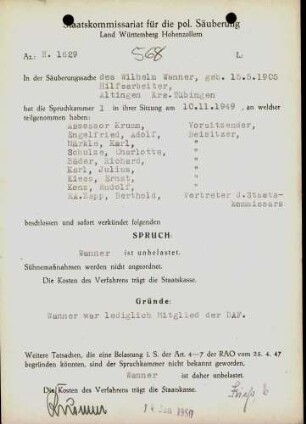 Staatskommissariat für die pol. Säuberung
Land Württemberg Hohenzollern
Az: H. 1629
568
L:
In der Säuberungssache des Wilhelm Wanner, geb. 18.5.1900
Hilfsarbeiter,
Altingen Krs. Tübingen
hat die Spruchkammer 1 in ihrer Sitzung am 10.11.1949, an welcher
teilgenommen haben:
Assessor Krumm, Vorsitzender,
Engelfried, Adolf, Beisitzer,
Märkle, Karl, "
Schulze, Charlotte, "
Bäder, Richard, "
Karl, Julius, "
Kless, Ernst, "
Kenz, Rudolf, "
RA. Zapp, Berthold, Vertreter d. Staats-
kommissars
beschlossen und sofort verkündet folgenden
SPRUCH:
Wanner ist unbelastet.
Sühnemaßnahmen werden nicht angeordnet.
Die Kosten des Verfahrens trägt die Staatskasse.
Gründe:
Wanner war lediglich Mitglied der DAF.
Weitere Tatsachen, die eine Belastung i. S. der Art. 4—7 der RAO vom 25. 4. 47
begründen könnten, sind der Spruchkammer nicht bekannt geworden.
Wanner ist daher unbelastet.
Die Kosten des Verfahrens trägt die Staatskasse.
14. Jan. 1950